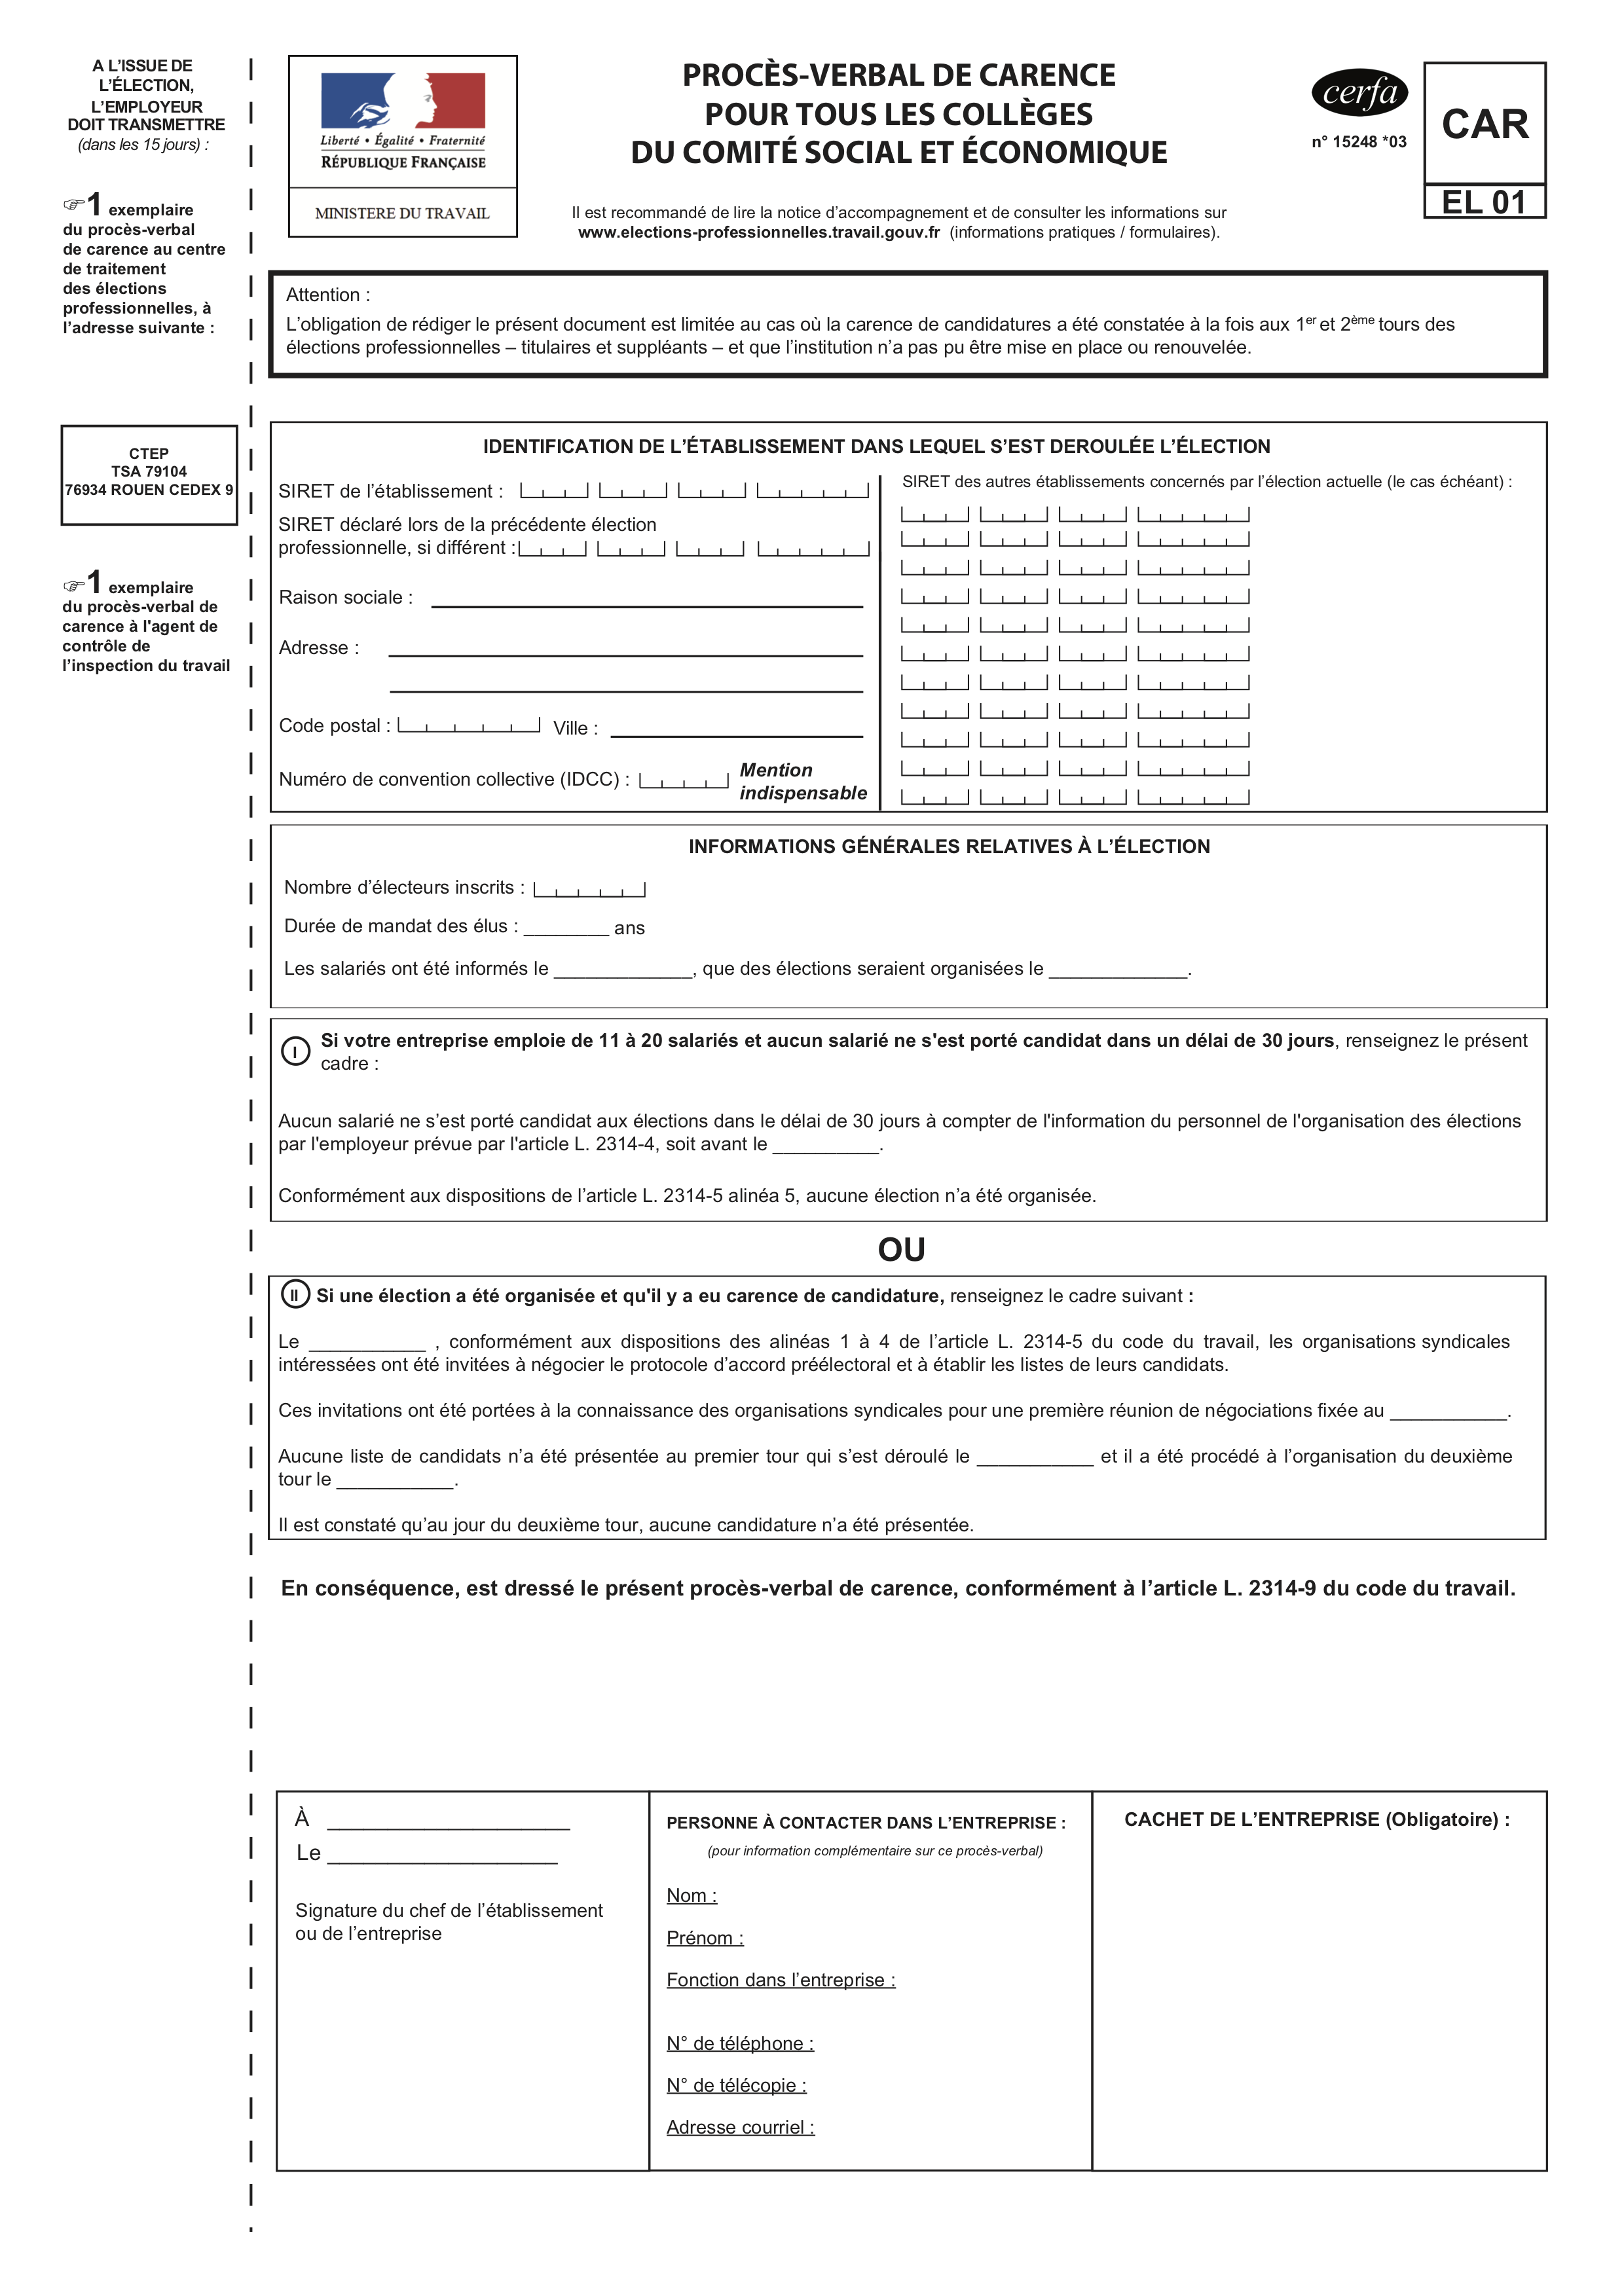 A L’ISSUE DE
L’ÉLECTION,
L’EMPLOYEUR
DOIT TRANSMETTRE
(dans les 15 jours) :
☞1 exemplaire
du procès-verbal
de carence au centre
de traitement
des élections
professionnelles, à
l’adresse suivante :
CTEP
TSA 79104
76934 ROUEN CEDEX 9
☞1 exemplaire
du procès-verbal de
carence à l'agent de
contrôle de
l’inspection du travail
Liberté • Égalité • Fraternité
RÉPUBLIQUE FRANÇAISE
MINISTERE DU TRAVAIL
PROCÈS-VERBAL DE CARENCE
POUR TOUS LES COLLÈGES
DU COMITÉ SOCIAL ET ÉCONOMIQUE
Il est recommandé de lire la notice d’accompagnement et de consulter les informations sur
www.elections-professionnelles.travail.gouv.fr (informations pratiques / formulaires).
cerfa
n° 15248 *03
CAR
EL 01
Attention :
L’obligation de rédiger le présent document est limitée au cas où la carence de candidatures a été constatée à la fois aux 1er et 2ème tours des
élections professionnelles – titulaires et suppléants – et que l’institution n’a pas pu être mise en place ou renouvelée.
IDENTIFICATION DE L’ÉTABLISSEMENT DANS LEQUEL S’EST DEROULÉE L’ÉLECTION
SIRET de l’établissement :
SIRET déclaré lors de la précédente élection
professionnelle, si différent :
Raison sociale :
Adresse :
Code postal :
Ville :
Numéro de convention collective (IDCC) :
Mention
indispensable
SIRET des autres établissements concernés par l’élection actuelle (le cas échéant) :
INFORMATIONS GÉNÉRALES RELATIVES À L’ÉLECTION
Nombre d’électeurs inscrits :
Durée de mandat des élus : ________ ans
Les salariés ont été informés le _____________, que des élections seraient organisées le _____________.
I
Si votre entreprise emploie de 11 à 20 salariés et aucun salarié ne s'est porté candidat dans un délai de 30 jours, renseignez le présent
cadre :
Aucun salarié ne s’est porté candidat aux élections dans le délai de 30 jours à compter de l'information du personnel de l'organisation des élections
par l'employeur prévue par l'article L. 2314-4, soit avant le __________.
Conformément aux dispositions de l’article L. 2314-5 alinéa 5, aucune élection n’a été organisée.
OU
II Si une élection a été organisée et qu'il y a eu carence de candidature, renseignez le cadre suivant :
Le ___________ , conformément aux dispositions des alinéas 1 à 4 de l’article L. 2314-5 du code du travail, les organisations syndicales
intéressées ont été invitées à négocier le protocole d’accord préélectoral et à établir les listes de leurs candidats.
Ces invitations ont été portées à la connaissance des organisations syndicales pour une première réunion de négociations fixée au ___________.
Aucune liste de candidats n’a été présentée au premier tour qui s’est déroulé le ___________ et il a été procédé à l’organisation du deuxième
tour le ___________.
Il est constaté qu’au jour du deuxième tour, aucune candidature n’a été présentée.
En conséquence, est dressé le présent procès-verbal de carence, conformément à l’article L. 2314-9 du code du travail.
À ____________________
Le ___________________
Signature du chef de l’établissement
ou de l’entreprise
PERSONNE À CONTACTER DANS L’ENTREPRISE :
(pour information complémentaire sur ce procès-verbal)
Nom :
Prénom :
Fonction dans l’entreprise :
N° de téléphone :
N° de télécopie :
Adresse courriel :
CACHET DE L’ENTREPRISE (Obligatoire) :